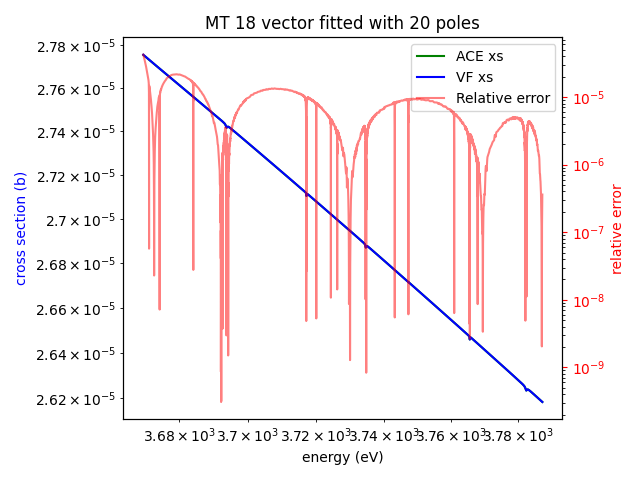 MT 18 vector fitted with 20 poles
ACE xs
VF xs
Relative error
2.78 × 10⁻⁵
2.76 × 10⁻⁵
2.74 × 10⁻⁵
2.72 × 10⁻⁵
2.7 × 10⁻⁵
2.68 × 10⁻⁵
2.66 × 10⁻⁵
2.64 × 10⁻⁵
2.62 × 10⁻⁵
cross section (b)
10⁻⁵
10⁻⁶
10⁻⁷
10⁻⁸
10⁻⁹
relative error
3.68 × 10³ 3.7 × 10³ 3.72 × 10³ 3.74 × 10³ 3.76 × 10³ 3.78 × 10³
energy (eV)